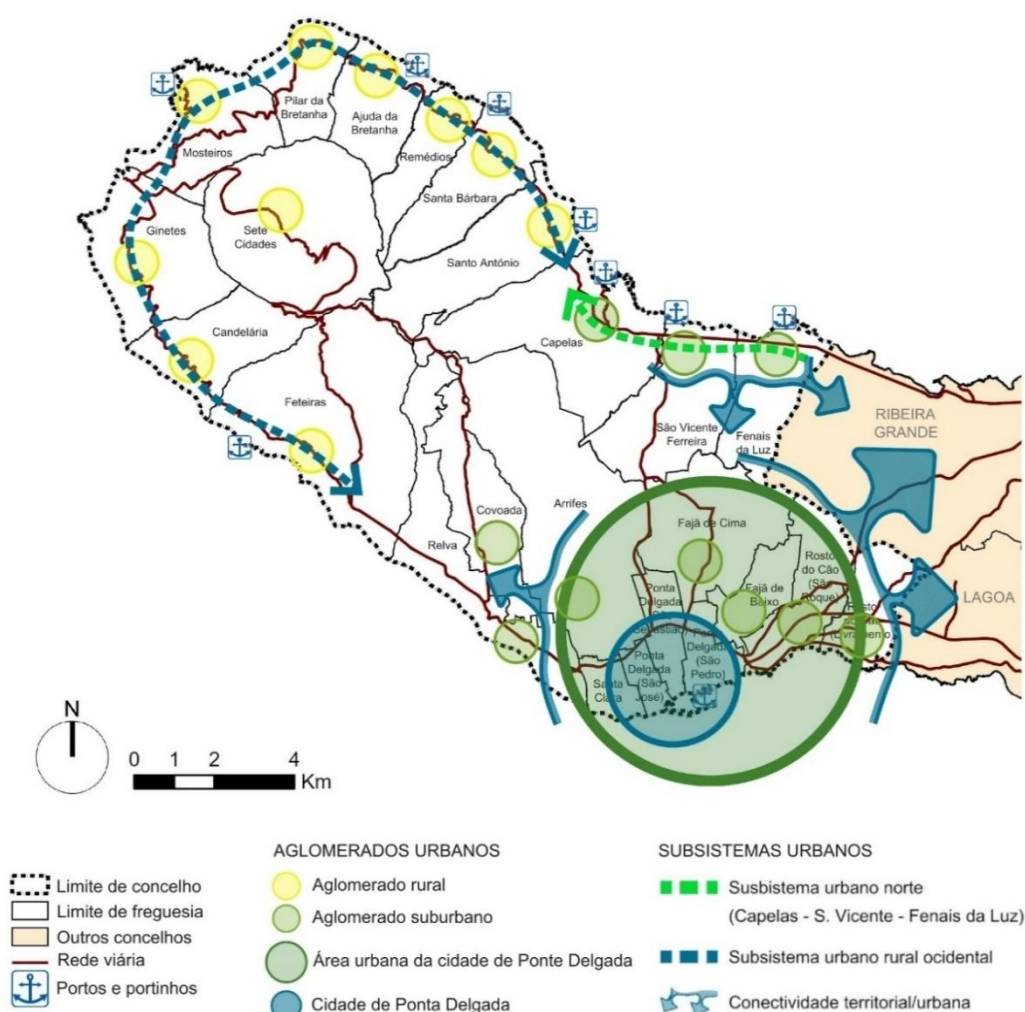 Pilar da
Bretanha
Ajuda da
Bretanha
Mosteiros
Remédios
Santa Bárbara
Ginetes
Sete
Cidades
Santo António
Candelária
Capelas
Feteiras
RIBEIRA
GRANDE
São Vicente
Ferreira
Fenais
da Luz
Covoada
Arrifes
Fajã de Cima
Relva
Rosto
do Cão
(São
Roque)
Ponta
Delgada
Fajã de
Baixo
LAGOA
Ponta
Delgada
(São
José)
Delgada
(São
Pedro)
Santa
Clara
N
0 1 2 4
Km
AGLOMERADOS URBANOS
SUBSISTEMAS URBANOS
Limite de concelho
Limite de freguesia
Outros concelhos
Rede viária
Portos e portinhos
Aglomerado rural
Aglomerado suburbano
Área urbana da cidade de Ponte Delgada
Cidade de Ponta Delgada
Susbistema urbano norte
(Capelas - S. Vicente - Fenais da Luz)
Subsistema urbano rural ocidental
Conectividade territorial/urbana